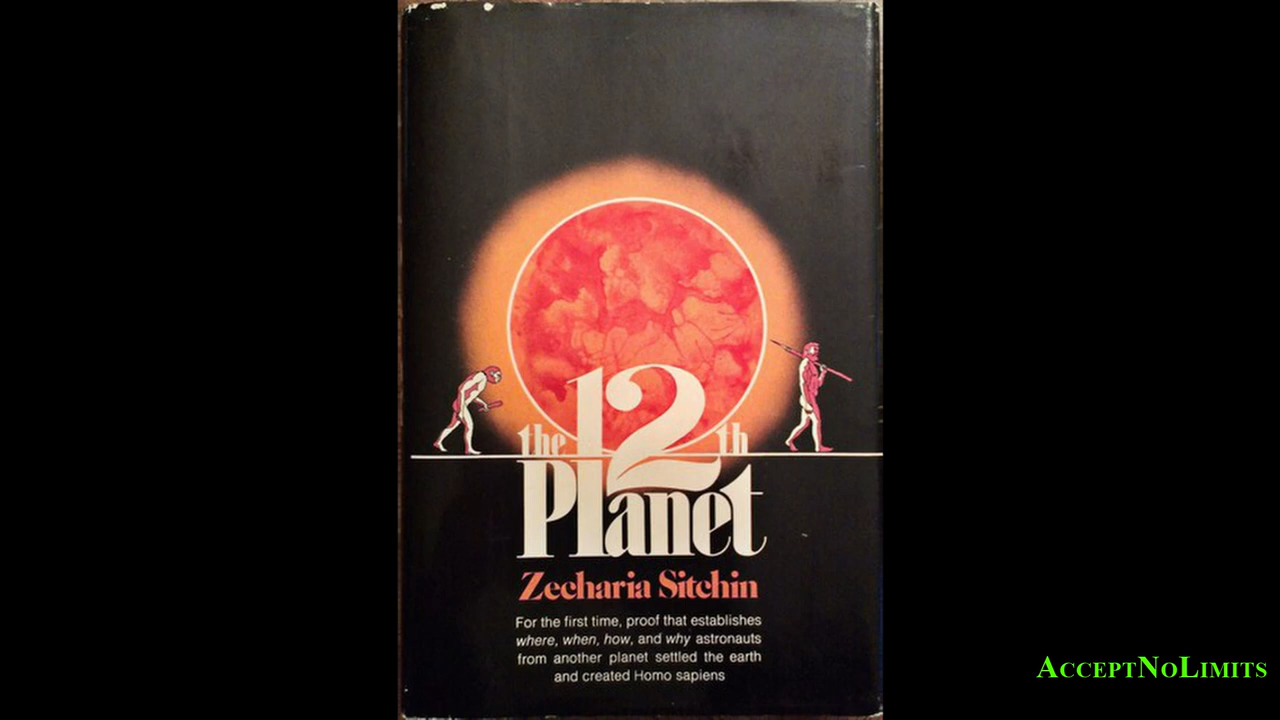 the 12th
Planet
Zecharia Sitchin
For the first time, proof that establishes
where, when, how, and why astronauts
from another planet settled the earth
and created Homo sapiens
AcceptNoLimits